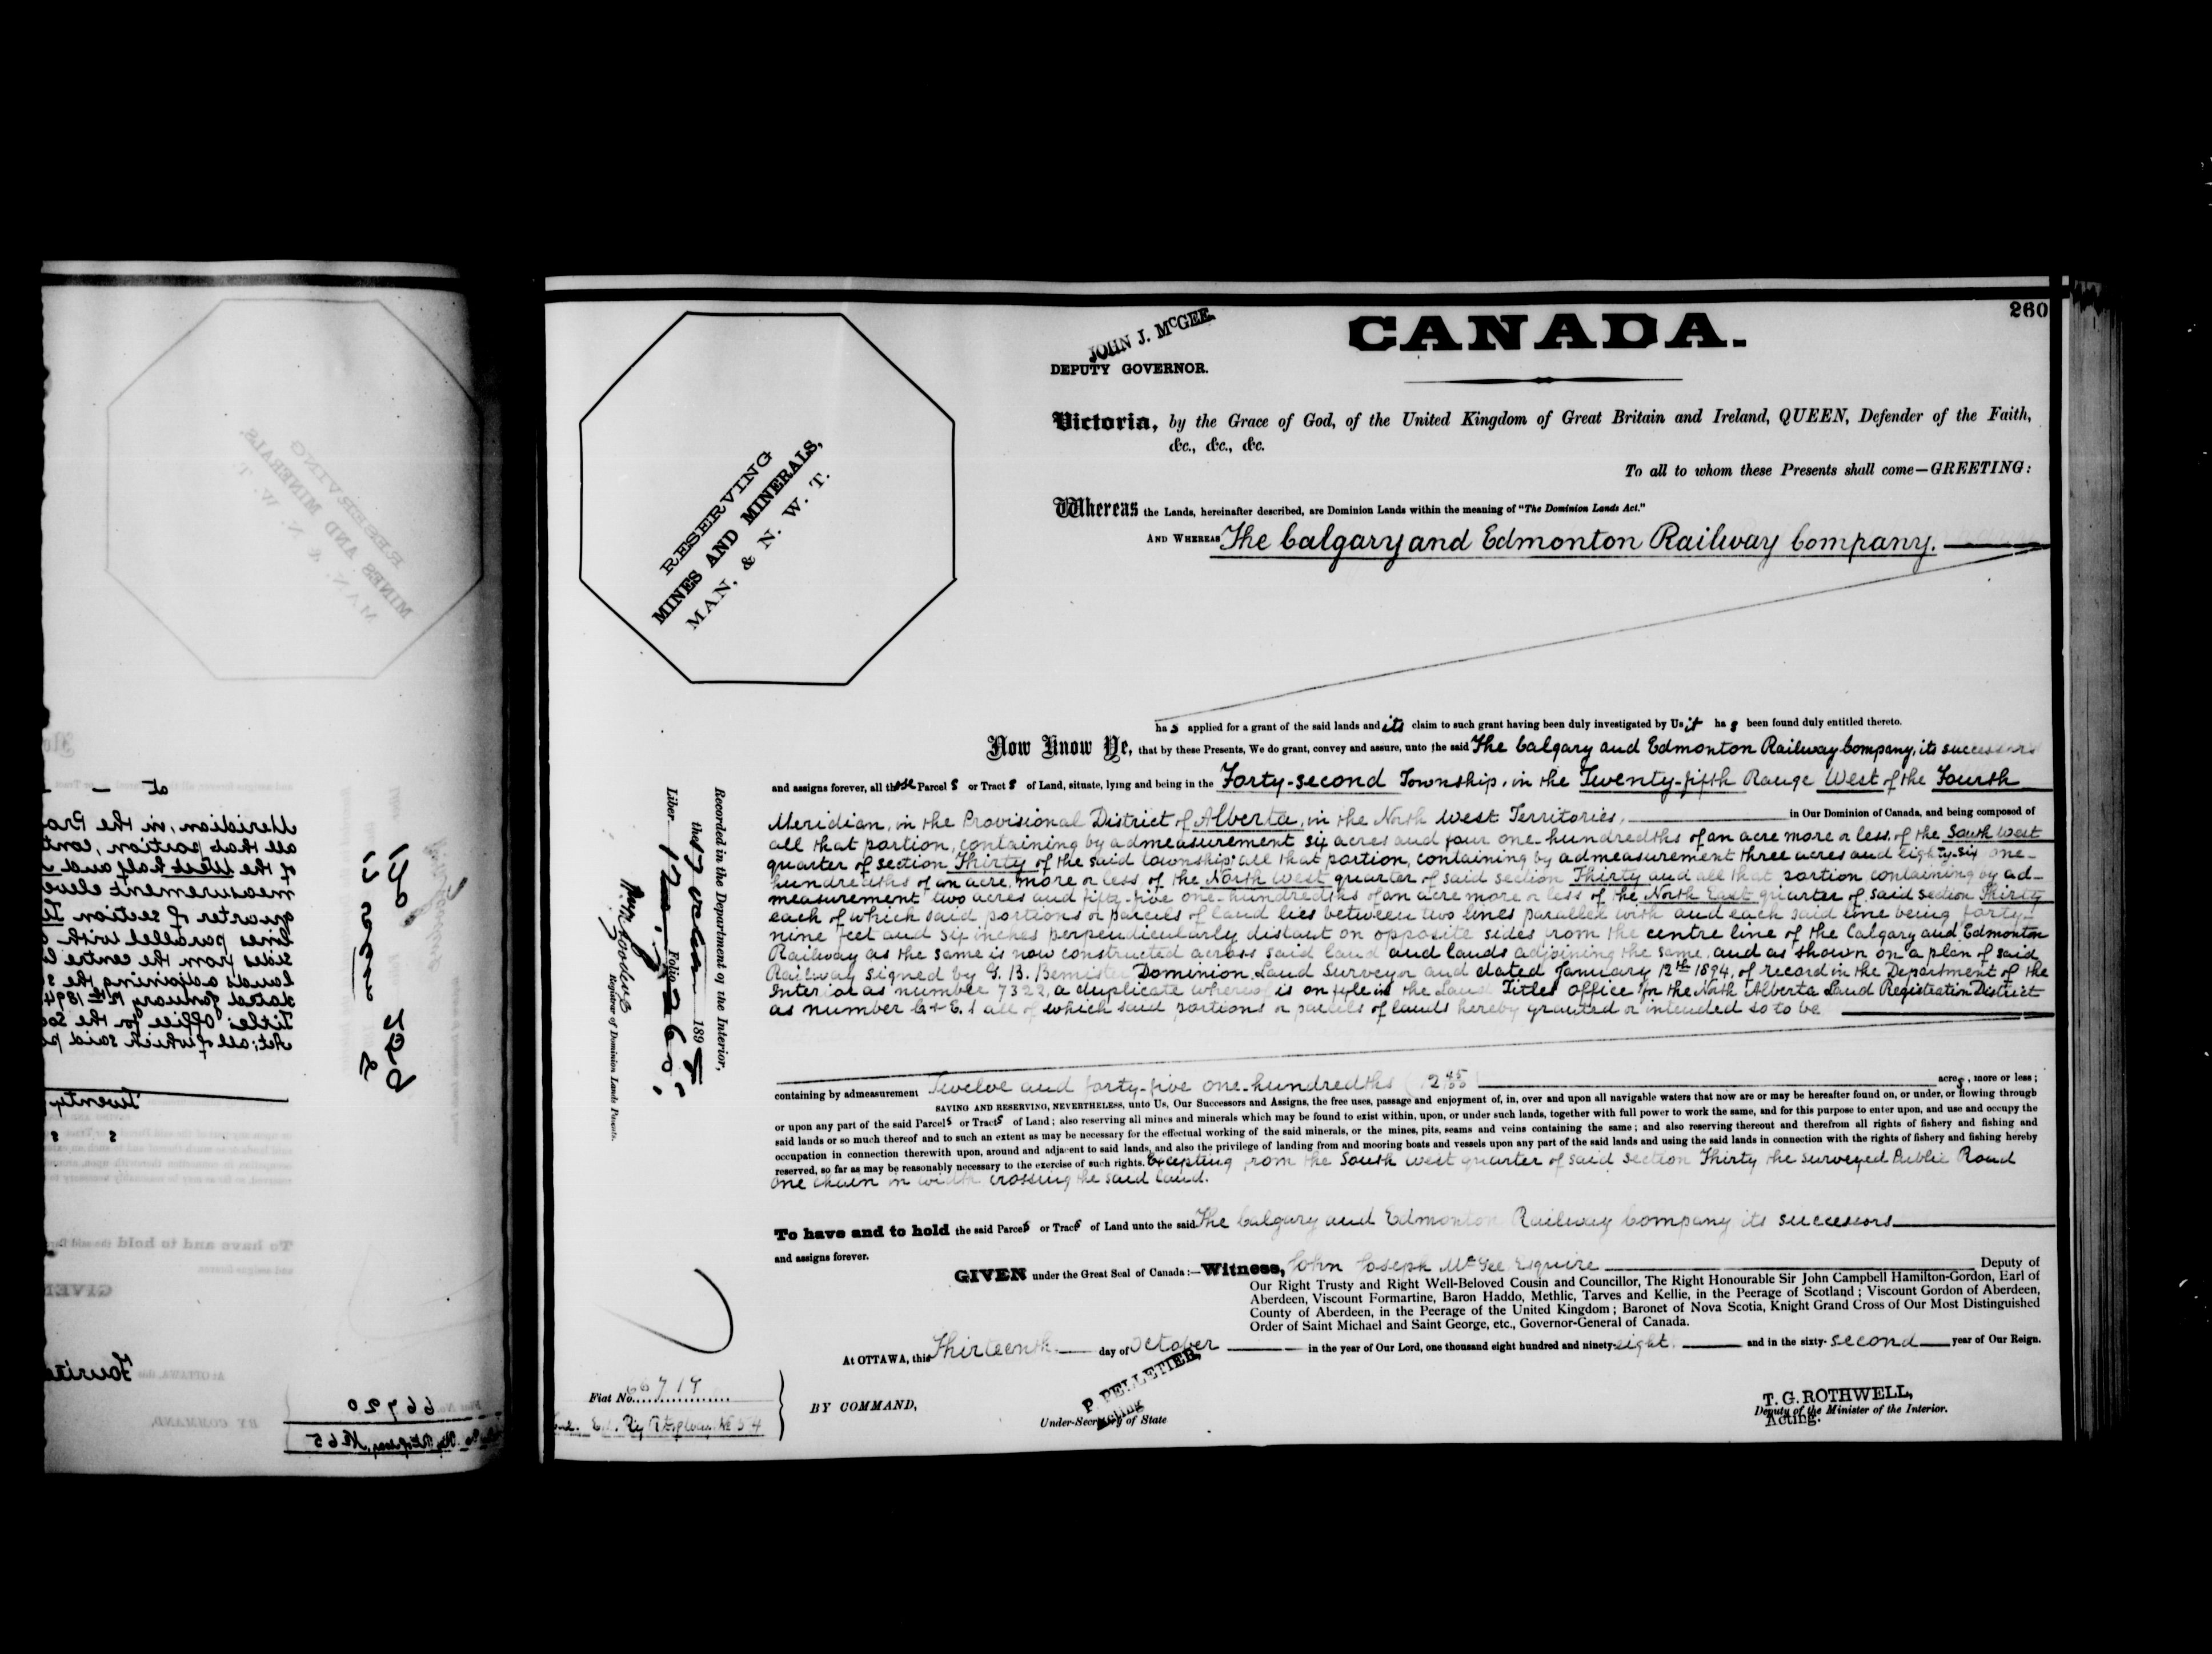 260
CANADA.
JOHN J. McGEE.
DEPUTY GOVERNOR.
RESERVING
MINES AND MINERALS,
MAN. & N. W. T.
Victoria, by the Grace of God, of the United Kingdom of Great Britain and Ireland, QUEEN, Defender of the Faith,
&c., &c., &c.
To all to whom these Presents shall come—GREETING:
Whereas the Lands, hereinafter described, are Dominion Lands within the meaning of "The Dominion Lands Act."
AND WHEREAS The Calgary and Edmonton Railway Company.
has applied for a grant of the said lands and its claim to such grant having been duly investigated by Us it has been found duly entitled thereto.
Now Know Ye, that by these Presents, We do grant, convey and assure, unto the said The Calgary and Edmonton Railway Company, its successors
and assigns forever, all those Parcels or Tracts of Land, situate, lying and being in the Forty-second Township, in the Twenty-fifth Range West of the Fourth
Meridian, in the Provisional District of Alberta, in the North West Territories, in Our Dominion of Canada, and being composed of
all that portion, containing by admeasurement six acres and four one-hundredths of an acre more or less, of the South West
quarter of section Thirty of the said township; all that portion, containing by admeasurement three acres and eighty-six one-
hundredths of an acre, more or less of the North West quarter of said section Thirty and all that portion containing by ad-
measurement two acres and fifty-five one-hundredths of an acre more or less of the North East quarter of said section Thirty
each of which said portions or parcels of land lies between two lines parallel with and each said line being forty-
nine feet and six inches perpendicularly distant on opposite sides from the centre line of the Calgary and Edmonton
Railway as the same is now constructed across said land and lands adjoining the same, and as shown on a plan of said
Railway signed by G. B. Bemister Dominion Land Surveyor and dated January 12th 1894, of record in the Department of the
Interior as number 7322, a duplicate whereof is on file in the Land Titles Office for the North Alberta Land Registration District
as number C. & E. 1 all of which said portions or parcels of lands hereby granted or intended so to be
containing by admeasurement Twelve and forty-five one-hundredths (12 45/100) acres, more or less;
SAVING AND RESERVING, NEVERTHELESS, unto Us, Our Successors and Assigns, the free uses, passage and enjoyment of, in, over and upon all navigable waters that now are or may be hereafter found on, or under, or flowing through
or upon any part of the said Parcels or Tracts of Land; also reserving all mines and minerals which may be found to exist within, upon, or under such lands, together with full power to work the same, and for this purpose to enter upon, and use and occupy the
said lands or so much thereof and to such an extent as may be necessary for the effectual working of the said minerals, or the mines, pits, seams and veins containing the same; and also reserving thereout and therefrom all rights of fishery and fishing and
occupation in connection therewith upon, around and adjacent to said lands, and also the privilege of landing from and mooring boats and vessels upon any part of the said lands and using the said lands in connection with the rights of fishery and fishing hereby
reserved, so far as may be reasonably necessary to the exercise of such rights. Excepting from the South West quarter of said section Thirty the surveyed Public Road
one chain in width crossing the said land.
To have and to hold the said Parcels or Tracts of Land unto the said The Calgary and Edmonton Railway Company its successors
and assigns forever.
GIVEN under the Great Seal of Canada:—Witness, John Joseph McGee Esquire Deputy of
Our Right Trusty and Right Well-Beloved Cousin and Councillor, The Right Honourable Sir John Campbell Hamilton-Gordon, Earl of
Aberdeen, Viscount Formartine, Baron Haddo, Methlic, Tarves and Kellie, in the Peerage of Scotland; Viscount Gordon of Aberdeen,
County of Aberdeen, in the Peerage of the United Kingdom; Baronet of Nova Scotia, Knight Grand Cross of Our Most Distinguished
Order of Saint Michael and Saint George, etc., Governor-General of Canada.
At OTTAWA, this Thirteenth day of October in the year of Our Lord, one thousand eight hundred and ninety-eight and in the sixty-second year of Our Reign.
BY COMMAND,
P. PELLETIER,
Acting
Under-Secretary of State
T. G. ROTHWELL,
Deputy of the Minister of the Interior.
Acting.
Fiat No. 66719
Recorded in the Department of the Interior,
this 17 October 1898
Liber Folio 260
Register of Dominion Lands Patents.
66720